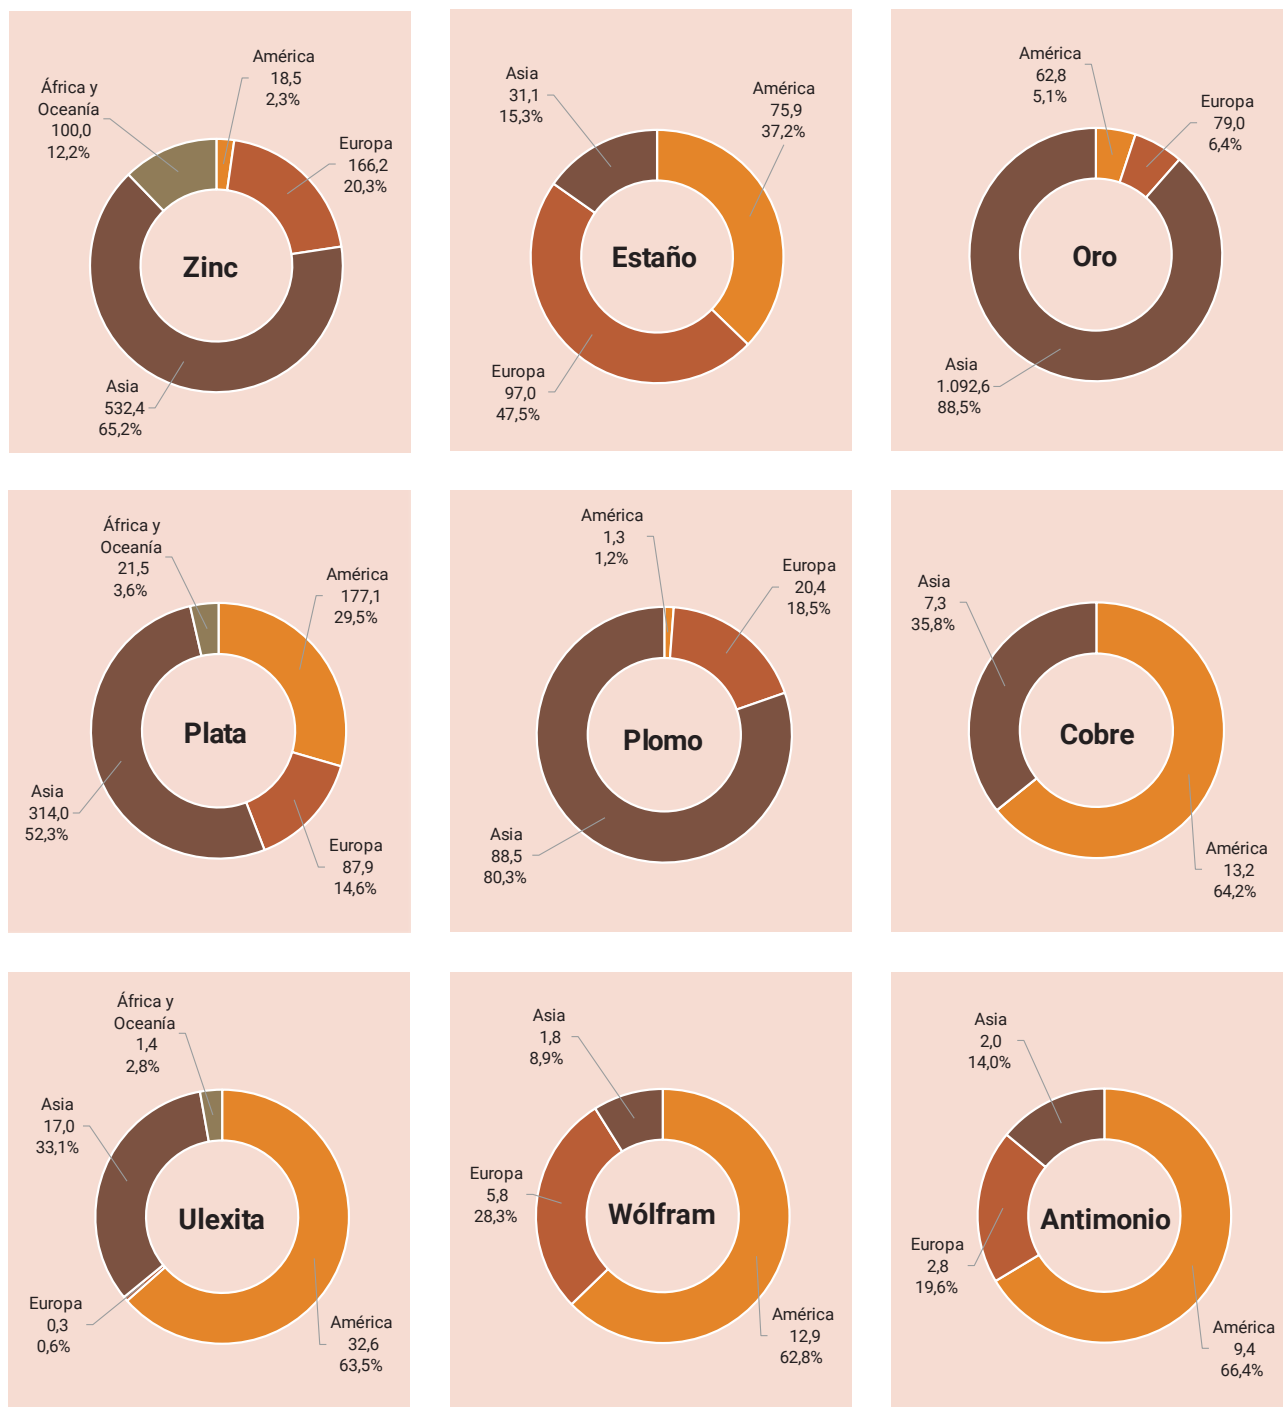 América
18,5
2,3%
África y
Oceanía
100,0
12,2%
Europa
166,2
20,3%
Zinc
Asia
532,4
65,2%
Asia
31,1
15,3%
América
75,9
37,2%
Estaño
Europa
97,0
47,5%
América
62,8
5,1%
Europa
79,0
6,4%
Oro
Asia
1.092,6
88,5%
África y
Oceanía
21,5
3,6%
América
177,1
29,5%
Plata
Asia
314,0
52,3%
Europa
87,9
14,6%
América
1,3
1,2%
Europa
20,4
18,5%
Plomo
Asia
88,5
80,3%
Asia
7,3
35,8%
Cobre
América
13,2
64,2%
África y
Oceanía
1,4
2,8%
Asia
17,0
33,1%
Ulexita
Europa
0,3
0,6%
América
32,6
63,5%
Asia
1,8
8,9%
Europa
5,8
28,3%
Wólfram
América
12,9
62,8%
Asia
2,0
14,0%
Antimonio
Europa
2,8
19,6%
América
9,4
66,4%